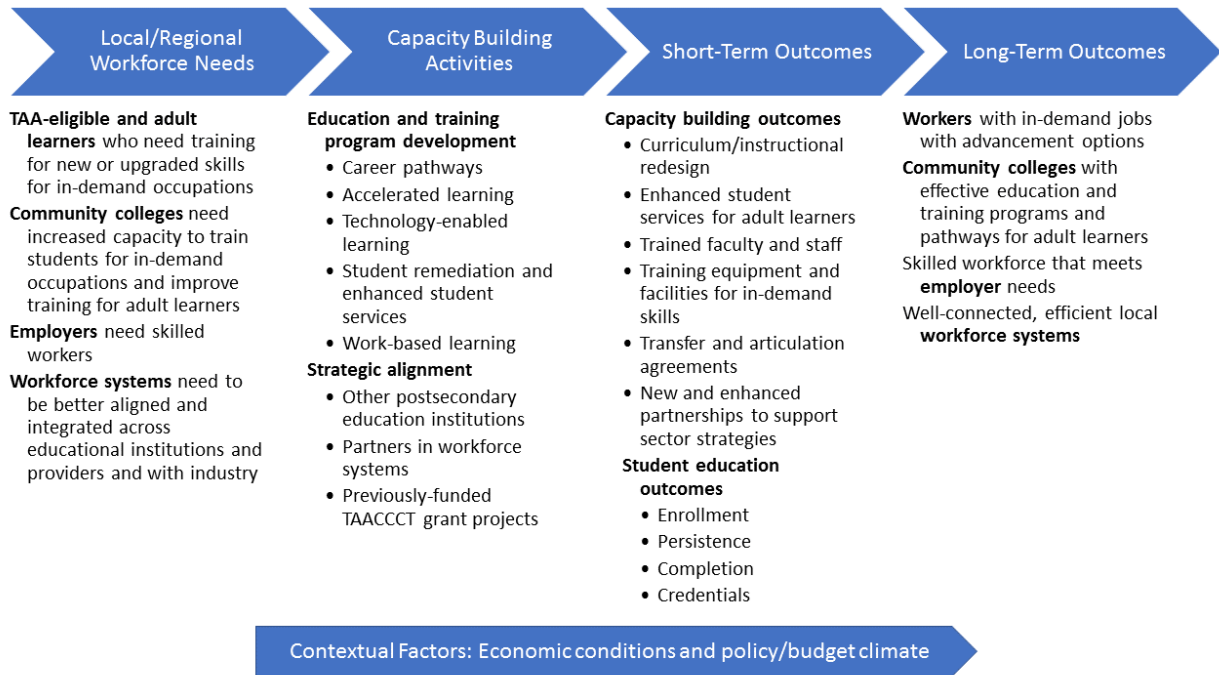 Local/Regional
Workforce Needs
TAA-eligible and adult
learners who need training
for new or upgraded skills
for in-demand occupations
Community colleges need
increased capacity to train
students for in-demand
occupations and improve
training for adult learners
Employers need skilled
workers
Workforce systems need to
be better aligned and
integrated across
educational institutions and
providers and with industry
Capacity Building
Activities
Education and training
program development
• Career pathways
• Accelerated learning
• Technology-enabled
learning
• Student remediation and
enhanced student
services
• Work-based learning
Strategic alignment
• Other postsecondary
education institutions
• Partners in workforce
systems
• Previously-funded
TAACCCT grant projects
Short-Term Outcomes
Capacity building outcomes
• Curriculum/instructional
redesign
• Enhanced student
services for adult learners
• Trained faculty and staff
• Training equipment and
facilities for in-demand
skills
• Transfer and articulation
agreements
• New and enhanced
partnerships to support
sector strategies
Student education
outcomes
• Enrollment
• Persistence
• Completion
• Credentials
Long-Term Outcomes
Workers with in-demand jobs
with advancement options
Community colleges with
effective education and
training programs and
pathways for adult learners
Skilled workforce that meets
employer needs
Well-connected, efficient local
workforce systems
Contextual Factors: Economic conditions and policy/budget climate